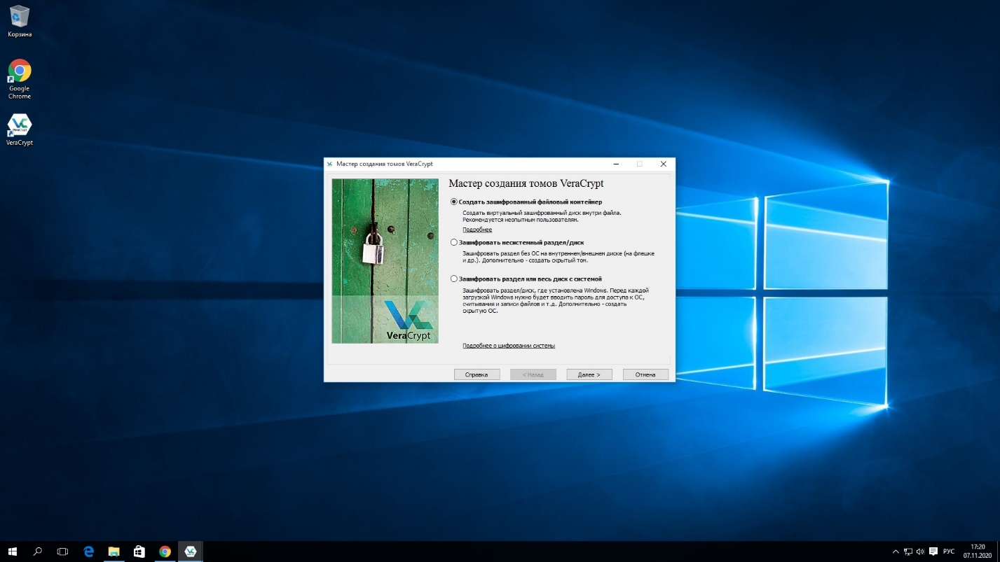 Корзина
Google
Chrome
VeraCrypt
VeraCrypt
Мастер создания томов VeraCrypt
Мастер создания томов VeraCrypt
Создать зашифрованный файловый контейнер
Создать виртуальный зашифрованный диск внутри файла.
Рекомендуется неопытным пользователям.
Подробнее
Зашифровать несистемный раздел/диск
Зашифровать раздел без ОС на внутреннем/внешнем диске (на флешке
и др.). Дополнительно - создать скрытый том.
Зашифровать раздел или весь диск с системой
Зашифровать раздел/диск, где установлена Windows. Перед каждой
загрузкой Windows нужно будет вводить пароль для доступа к ОС,
считывания и записи файлов и т.д. Дополнительно - создать
скрытую ОС.
VeraCrypt
Подробнее о шифровании системы
Справка
< Назад
Далее >
Отмена
РУС
17:20
07.11.2020